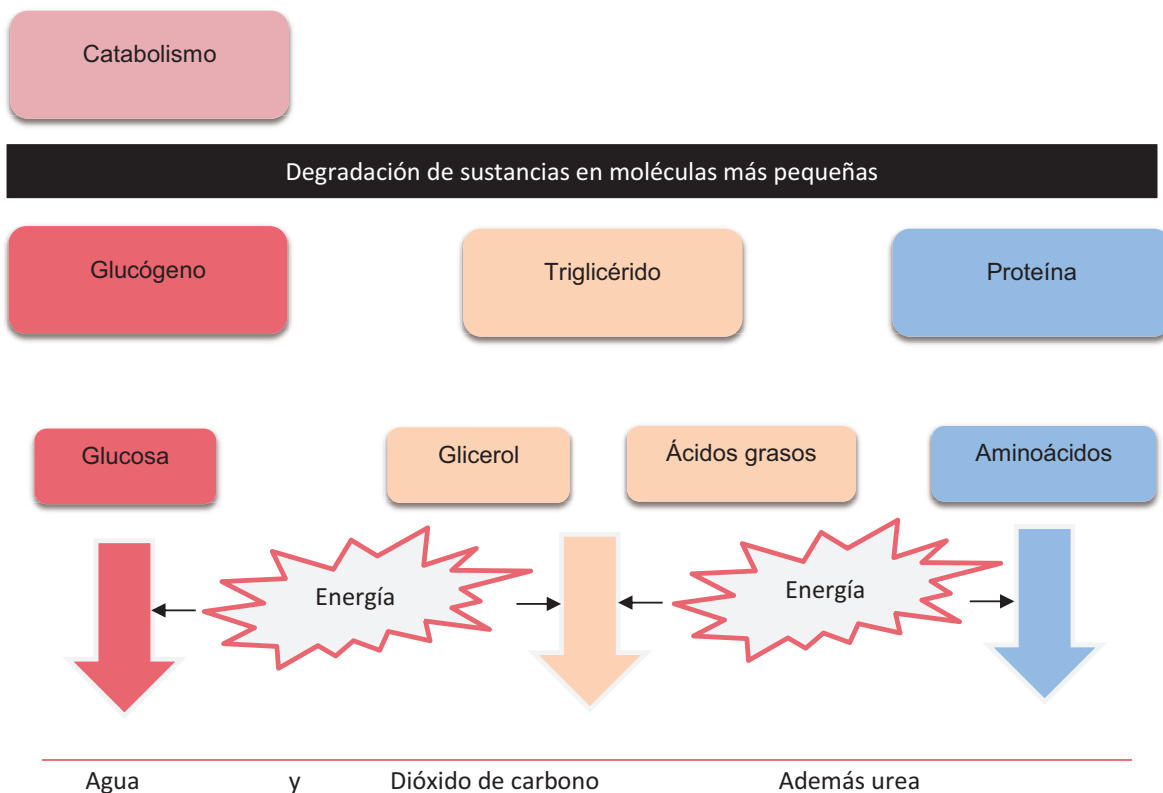 Catabolismo
Degradación de sustancias en moléculas más pequeñas
Glucógeno
Triglicérido
Proteína
Glucosa
Glicerol
Ácidos grasos
Aminoácidos
Energía
Energía
Agua y Dióxido de carbono Además urea